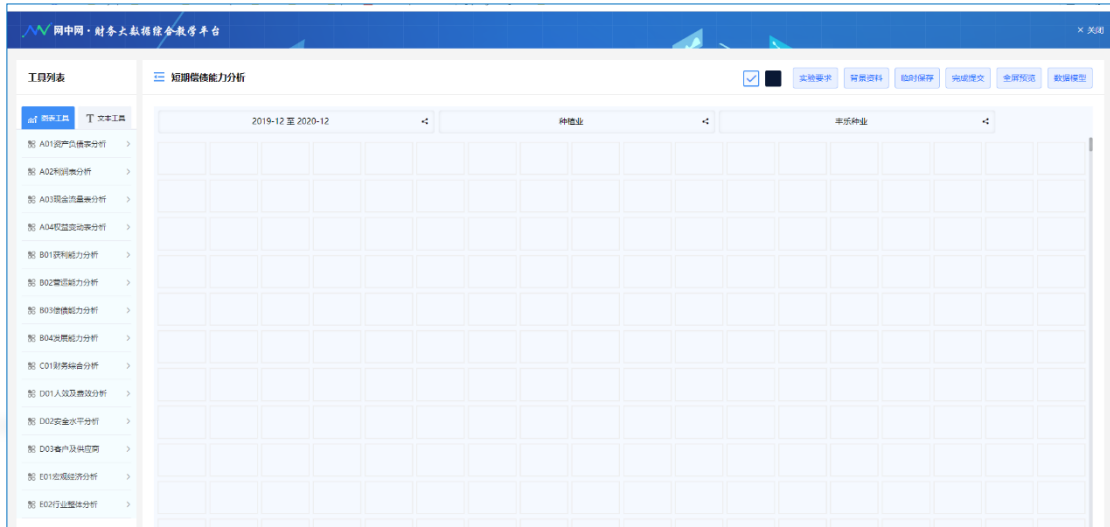 网中网·财务大数据综合教学平台
× 关闭
工具列表
短期偿债能力分析
实验要求
背景资料
临时保存
完成提交
全屏预览
数据模型
图表工具
T 文本工具
2019-12 至 2020-12
种植业
丰乐种业
A01资产负债表分析
A02利润表分析
A03现金流量表分析
A04权益变动表分析
B01获利能力分析
B02营运能力分析
B03偿债能力分析
B04发展能力分析
C01财务综合分析
D01人效及费效分析
D02安全水平分析
D03客户及供应商
E01宏观经济分析
E02行业整体分析